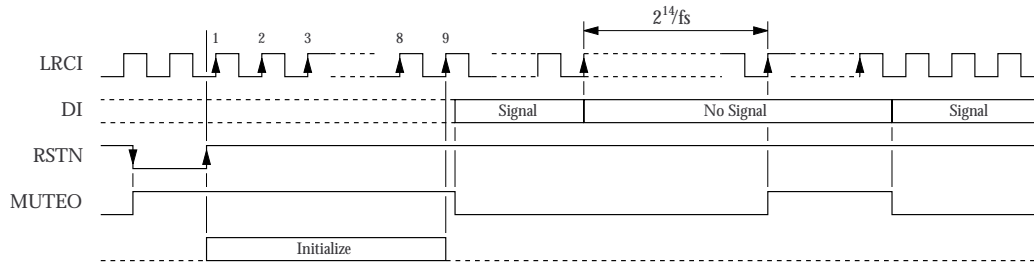 2¹⁴/fs
1 2 3 8 9
LRCI
DI Signal No Signal Signal
RSTN
MUTEO
Initialize